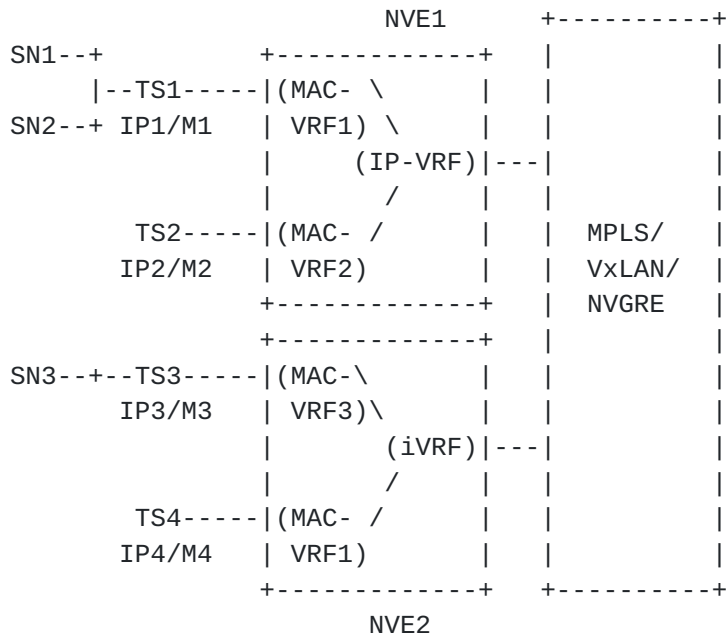 NVE1         +----------+
SN1--+          +-------------+    |          |
     |--TS1-----|(MAC- \      |    |          |
SN2--+ IP1/M1   | VRF1) \     |    |          |
                |     (IP-VRF)|---|          |
                |       /     |    |          |
        TS2-----|(MAC- /      |    |  MPLS/   |
       IP2/M2   | VRF2)       |    |  VxLAN/  |
                +-------------+    |  NVGRE   |
                +-------------+    |          |
SN3--+--TS3-----|(MAC-\       |    |          |
       IP3/M3   | VRF3)\      |    |          |
                |       (iVRF)|---|          |
                |       /     |    |          |
        TS4-----|(MAC- /      |    |          |
       IP4/M4   | VRF1)       |    |          |
                +-------------+    +----------+
                       NVE2